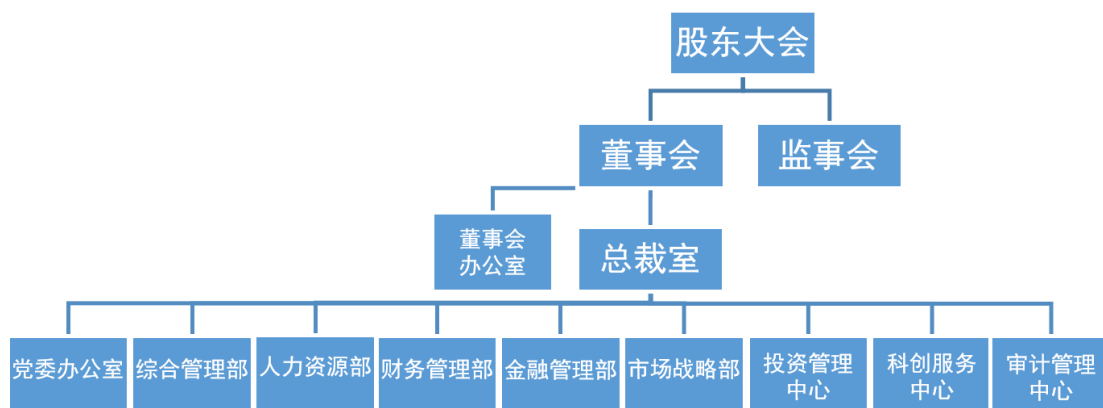 股东大会
董事会
监事会
董事会
办公室
总裁室
党委办公室
综合管理部
人力资源部
财务管理部
金融管理部
市场战略部
投资管理
中心
科创服务
中心
审计管理
中心